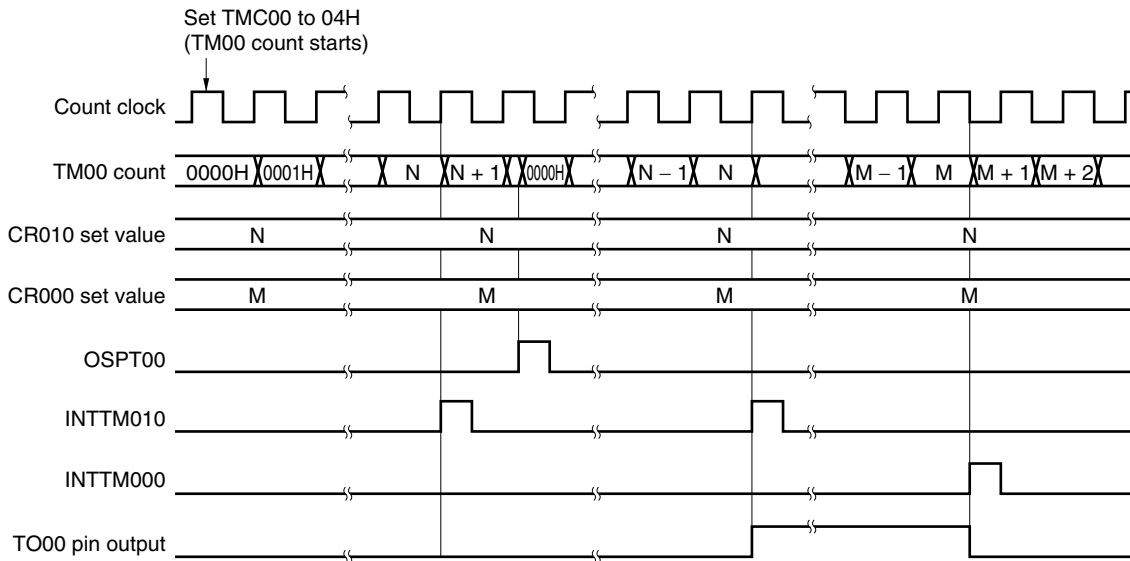 Set TMC00 to 04H
(TM00 count starts)
Count clock
TM00 count 0000H 0001H N N + 1 0000H N − 1 N M − 1 M M + 1 M + 2
CR010 set value N N N N
CR000 set value M M M M
OSPT00
INTTM010
INTTM000
TO00 pin output